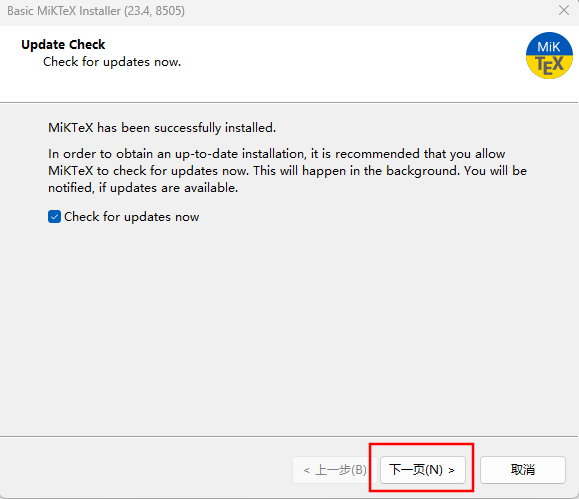 Basic MiKTeX Installer (23.4, 8505)
Update Check
Check for updates now.
MiK
TEX
MiKTeX has been successfully installed.
In order to obtain an up-to-date installation, it is recommended that you allow
MiKTeX to check for updates now. This will happen in the background. You will be
notified, if updates are available.
Check for updates now
< 上一步(B) 下一页(N) > 取消